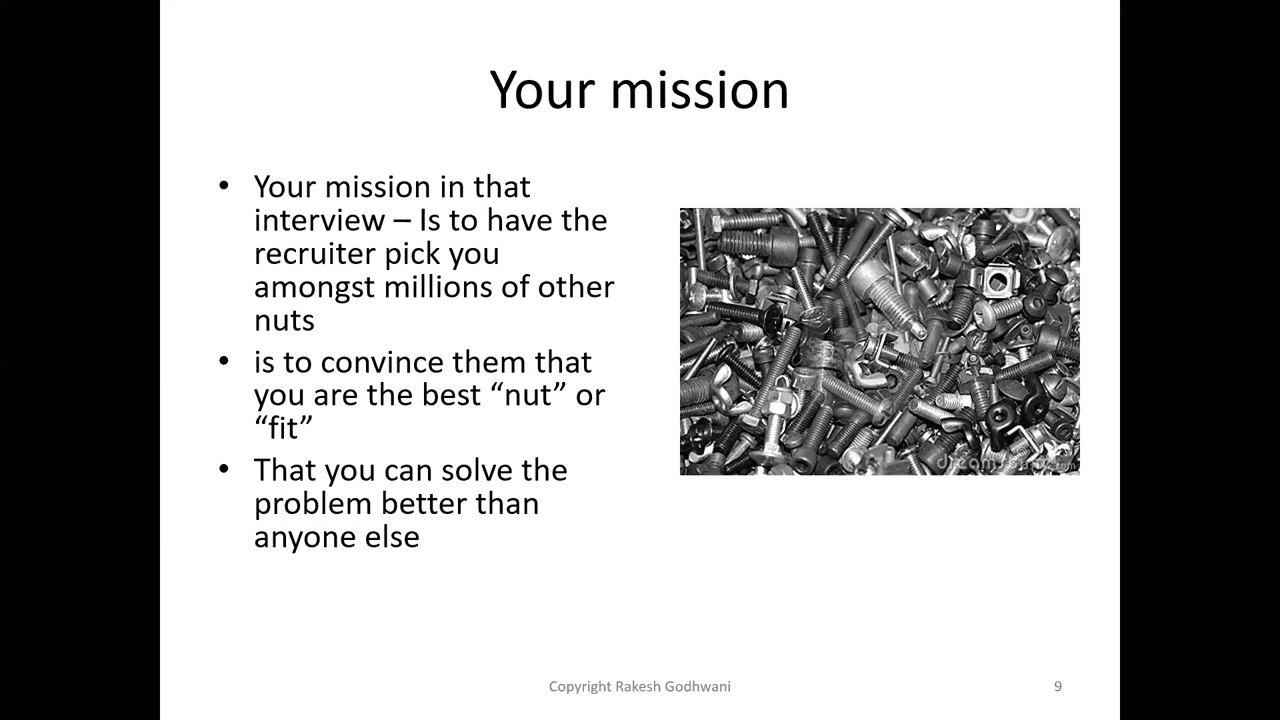 Your mission
• Your mission in that
interview – Is to have the
recruiter pick you
amongst millions of other
nuts
• is to convince them that
you are the best “nut” or
“fit”
• That you can solve the
problem better than
anyone else
dreamstime.com
Copyright Rakesh Godhwani
9